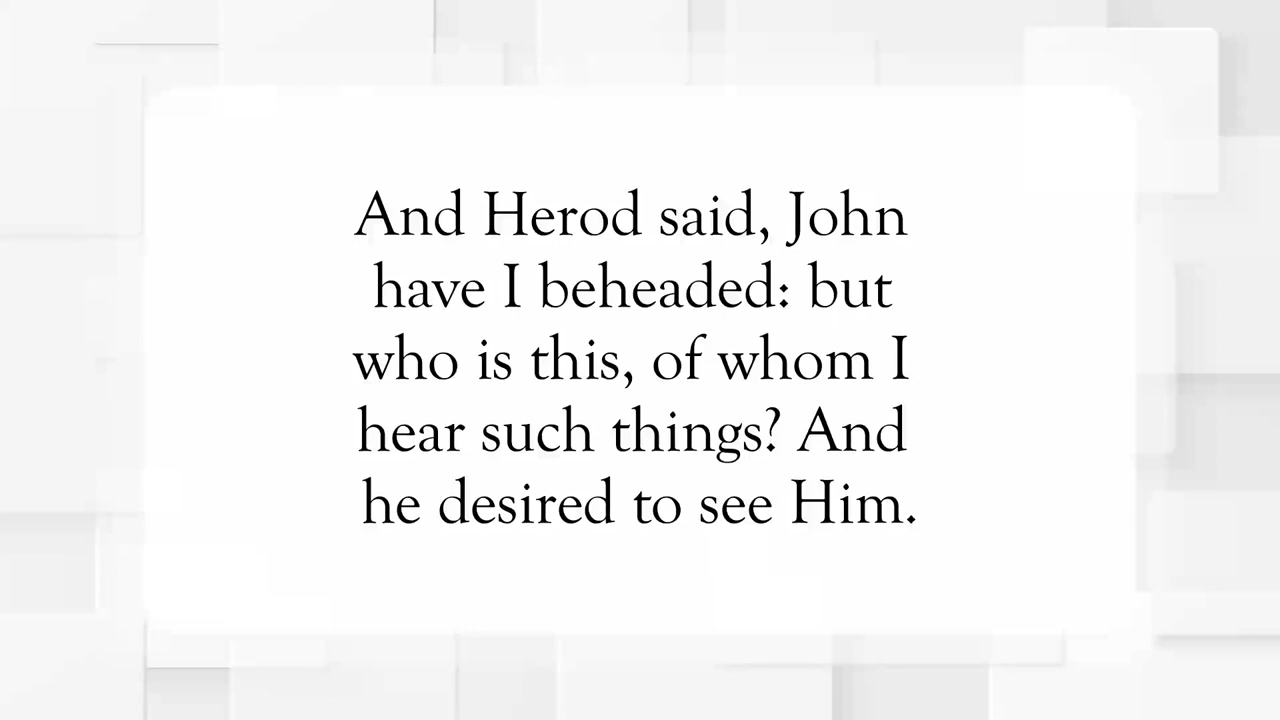 And Herod said, John
have I beheaded: but
who is this, of whom I
hear such things? And
he desired to see Him.